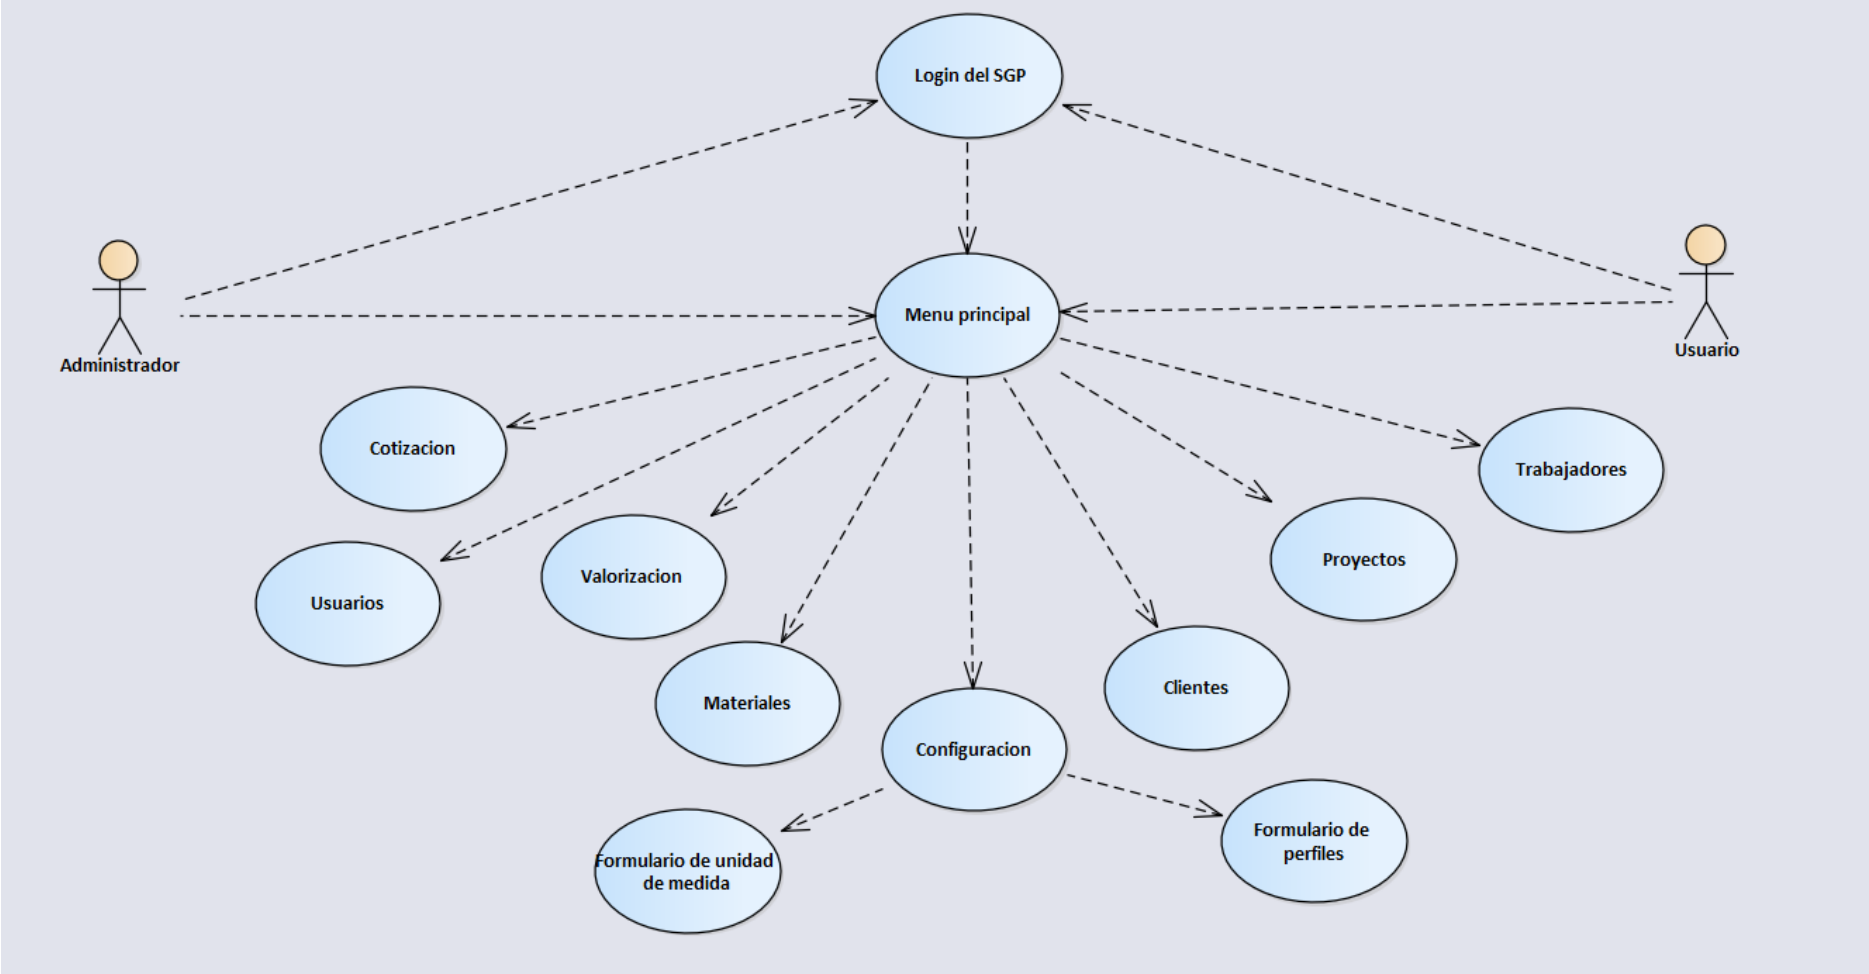 Login del SGP
Menu principal
Administrador
Usuario
Cotizacion
Trabajadores
Usuarios
Valorizacion
Proyectos
Materiales
Clientes
Configuracion
Formulario de unidad
de medida
Formulario de
perfiles